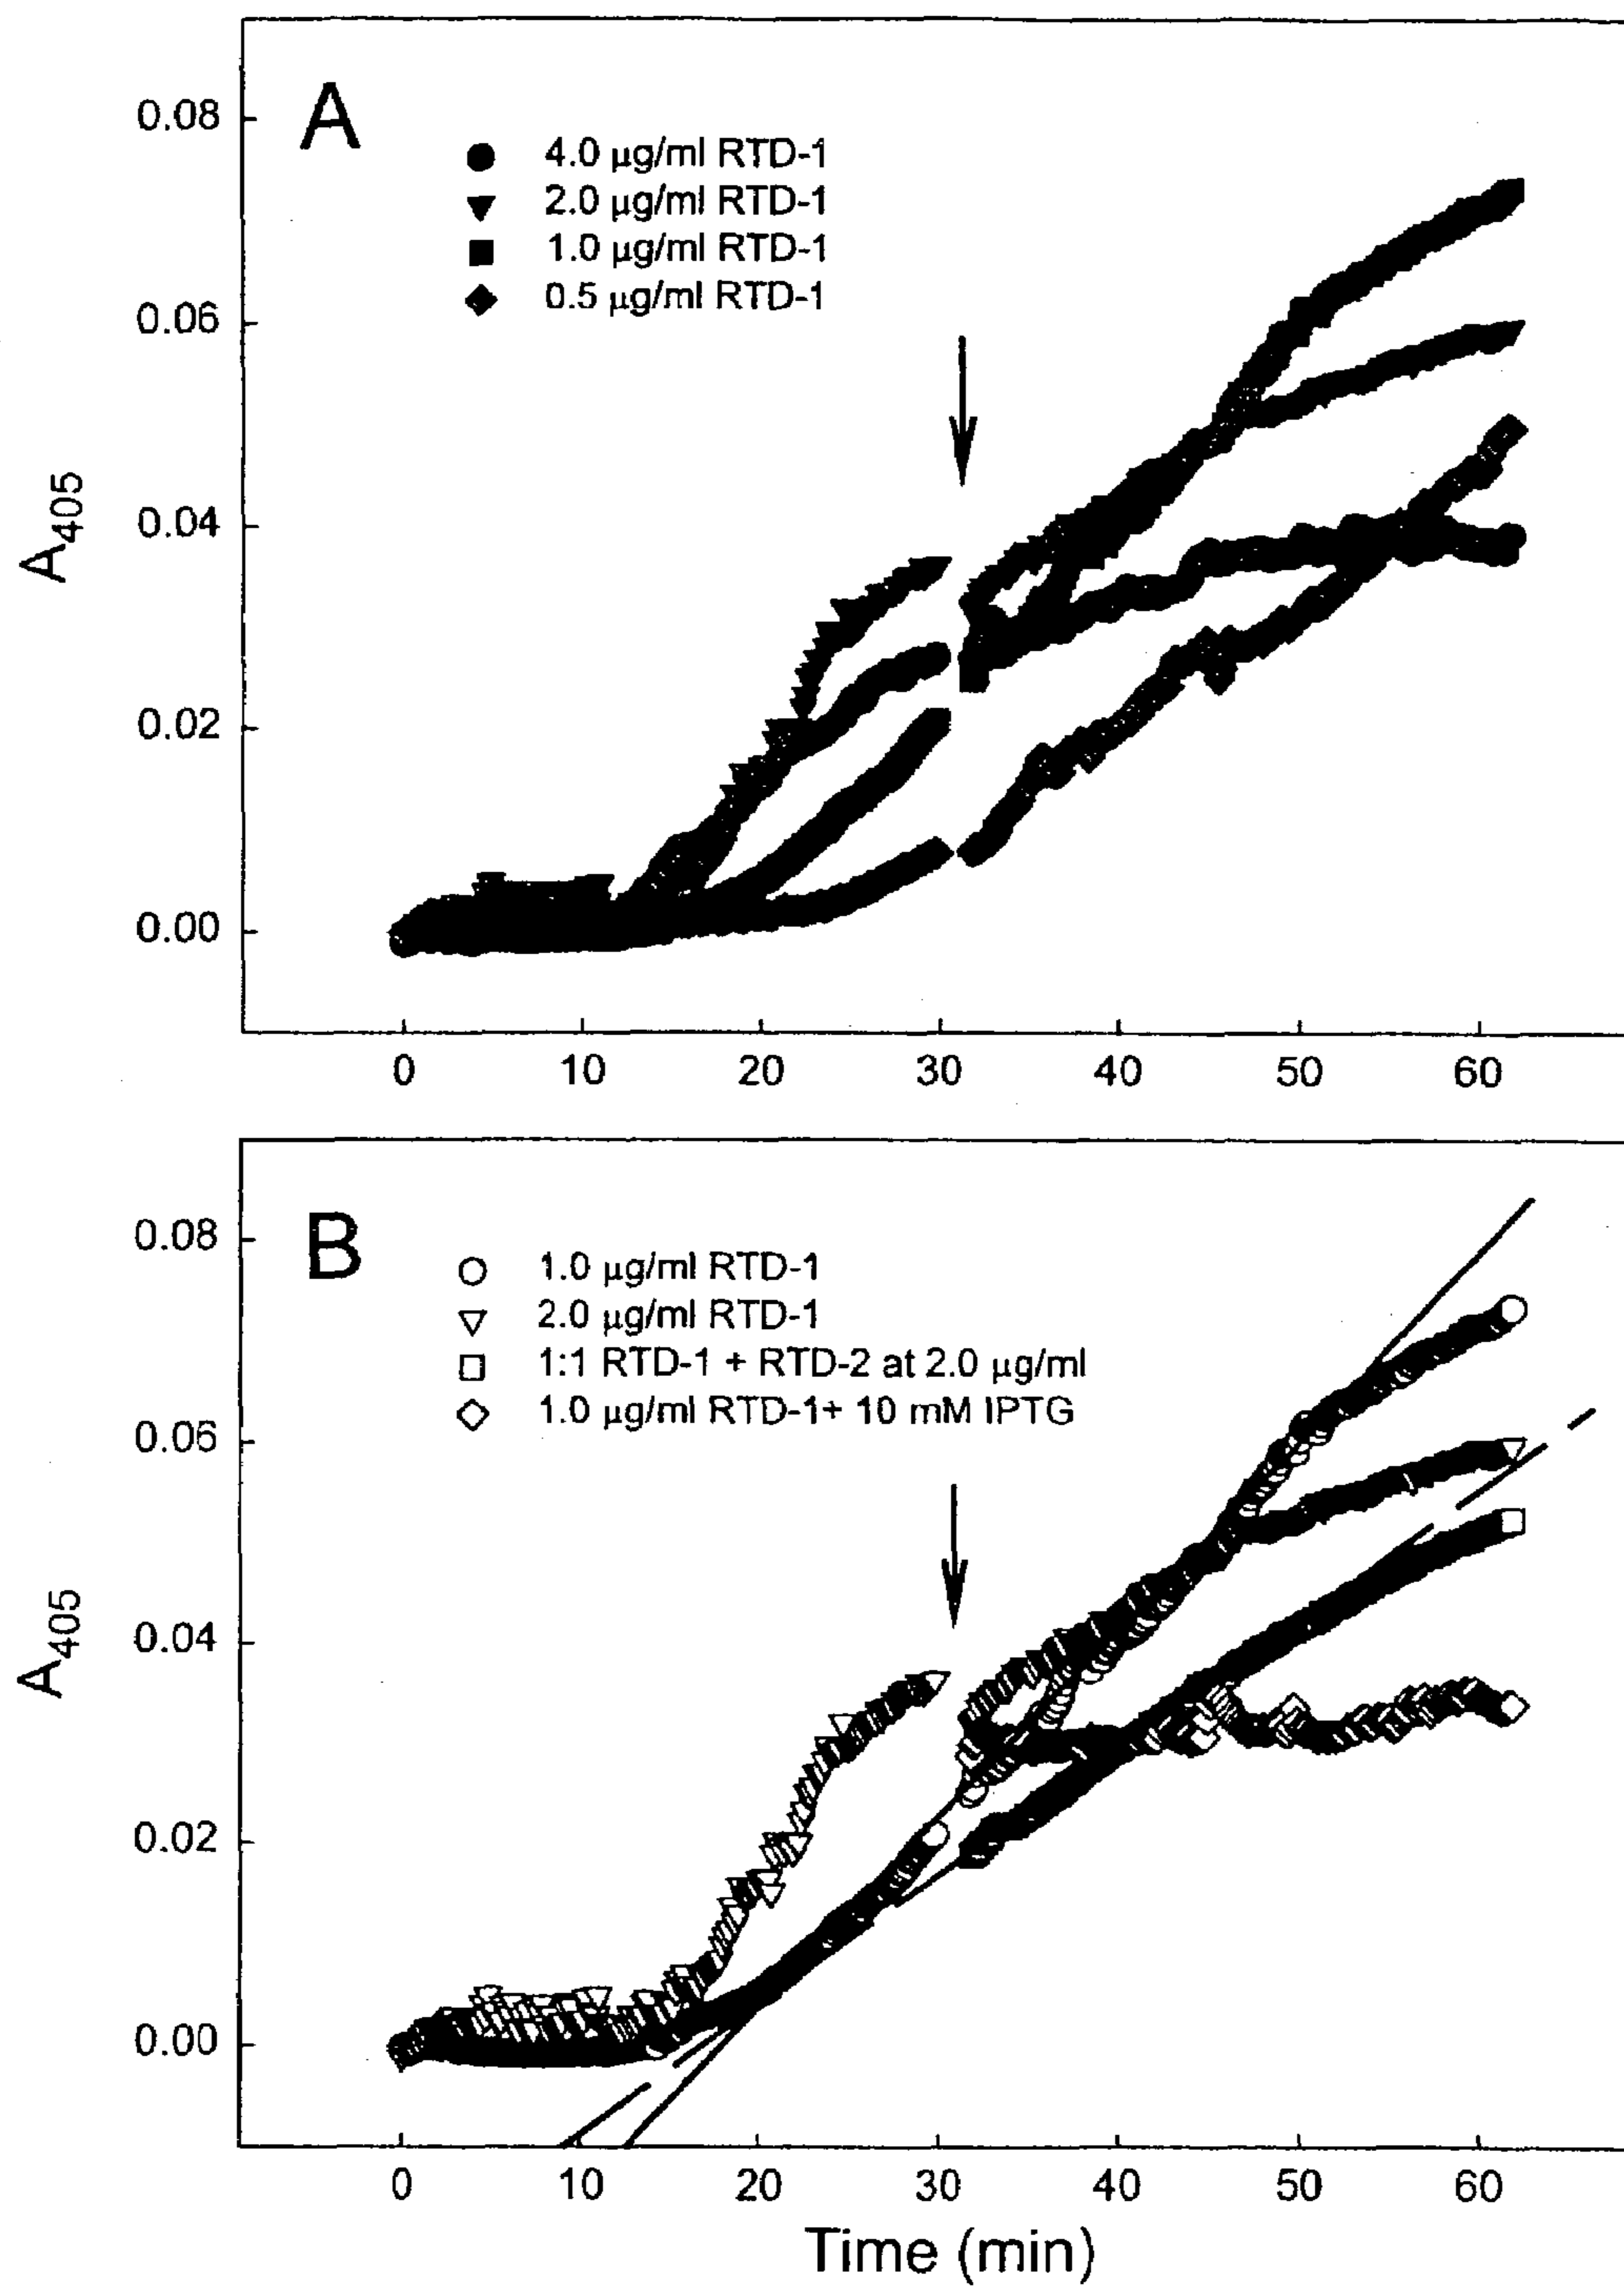 A
0.08
● 4.0 µg/ml RTD-1
▼ 2.0 µg/ml RTD-1
■ 1.0 µg/ml RTD-1
◆ 0.5 µg/ml RTD-1
0.06
A405
0.04
0.02
0.00
0 10 20 30 40 50 60
B
0.08
○ 1.0 µg/ml RTD-1
▽ 2.0 µg/ml RTD-1
□ 1:1 RTD-1 + RTD-2 at 2.0 µg/ml
◇ 1.0 µg/ml RTD-1+ 10 mM IPTG
0.06
A405
0.04
0.02
0.00
0 10 20 30 40 50 60
Time (min)